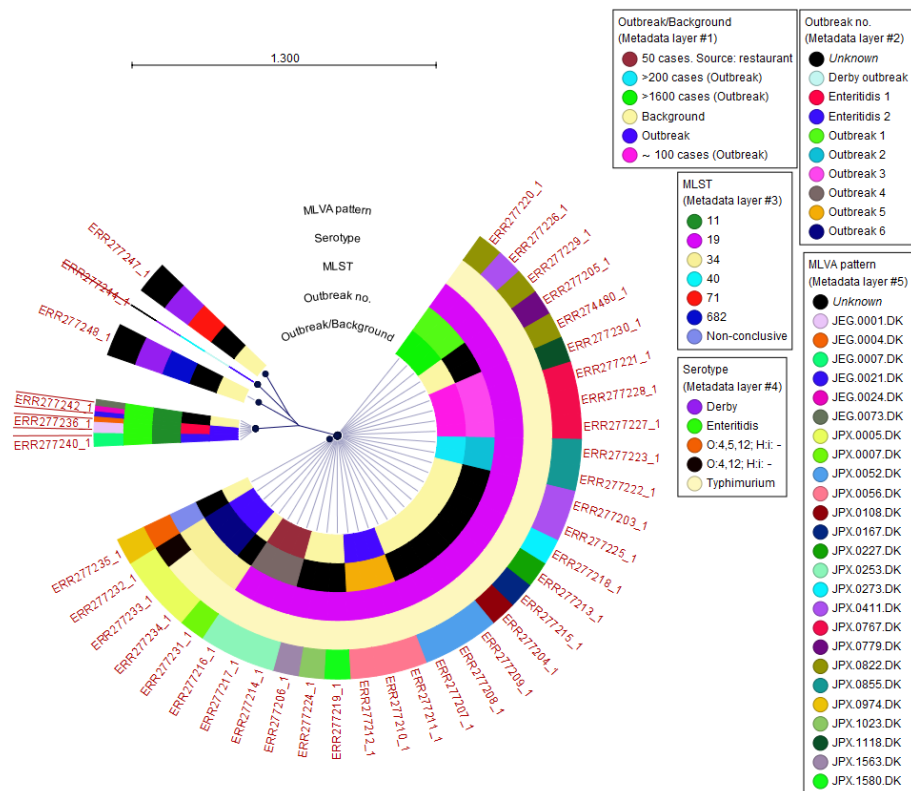 1.300
MLVA pattern
Serotype
MLST
Outbreak no.
Outbreak/Background
ERR277247_1
ERR277244_1
ERR277248_1
ERR277242_1
ERR277236_1
ERR277240_1
ERR277235_1
ERR277232_1
ERR277233_1
ERR277234_1
ERR277231_1
ERR277216_1
ERR277217_1
ERR277214_1
ERR277206_1
ERR277224_1
ERR277219_1
ERR277212_1
ERR277210_1
ERR277211_1
ERR277207_1
ERR277208_1
ERR277209_1
ERR277204_1
ERR277215_1
ERR277213_1
ERR277218_1
ERR277225_1
ERR277203_1
ERR277222_1
ERR277223_1
ERR277227_1
ERR277228_1
ERR277221_1
ERR277230_1
ERR274480_1
ERR277205_1
ERR277229_1
ERR277226_1
ERR277220_1
Outbreak/Background
(Metadata layer #1)
50 cases. Source: restaurant
>200 cases (Outbreak)
>1600 cases (Outbreak)
Background
Outbreak
~ 100 cases (Outbreak)
Outbreak no.
(Metadata layer #2)
Unknown
Derby outbreak
Enteritidis 1
Enteritidis 2
Outbreak 1
Outbreak 2
Outbreak 3
Outbreak 4
Outbreak 5
Outbreak 6
MLST
(Metadata layer #3)
11
19
34
40
71
682
Non-conclusive
Serotype
(Metadata layer #4)
Derby
Enteritidis
O:4,5,12; H:i: -
O:4,12; H:i: -
Typhimurium
MLVA pattern
(Metadata layer #5)
Unknown
JEG.0001.DK
JEG.0004.DK
JEG.0007.DK
JEG.0021.DK
JEG.0024.DK
JEG.0073.DK
JPX.0005.DK
JPX.0007.DK
JPX.0052.DK
JPX.0056.DK
JPX.0108.DK
JPX.0167.DK
JPX.0227.DK
JPX.0253.DK
JPX.0273.DK
JPX.0411.DK
JPX.0767.DK
JPX.0779.DK
JPX.0822.DK
JPX.0855.DK
JPX.0974.DK
JPX.1023.DK
JPX.1118.DK
JPX.1563.DK
JPX.1580.DK